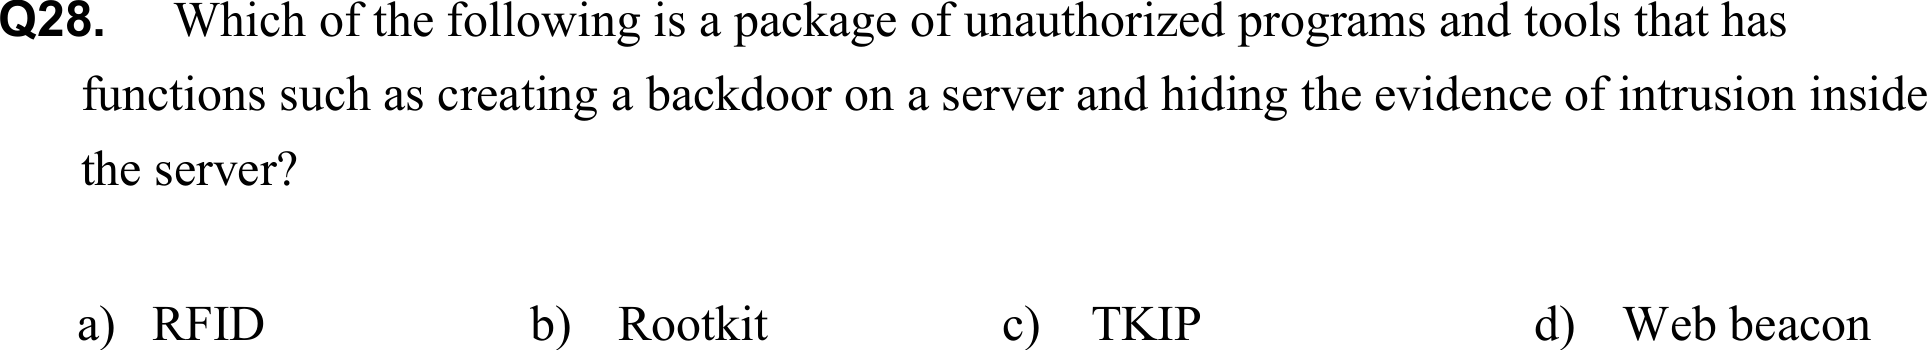 Q28. Which of the following is a package of unauthorized programs and tools that has
functions such as creating a backdoor on a server and hiding the evidence of intrusion inside
the server?
a) RFID b) Rootkit c) TKIP d) Web beacon